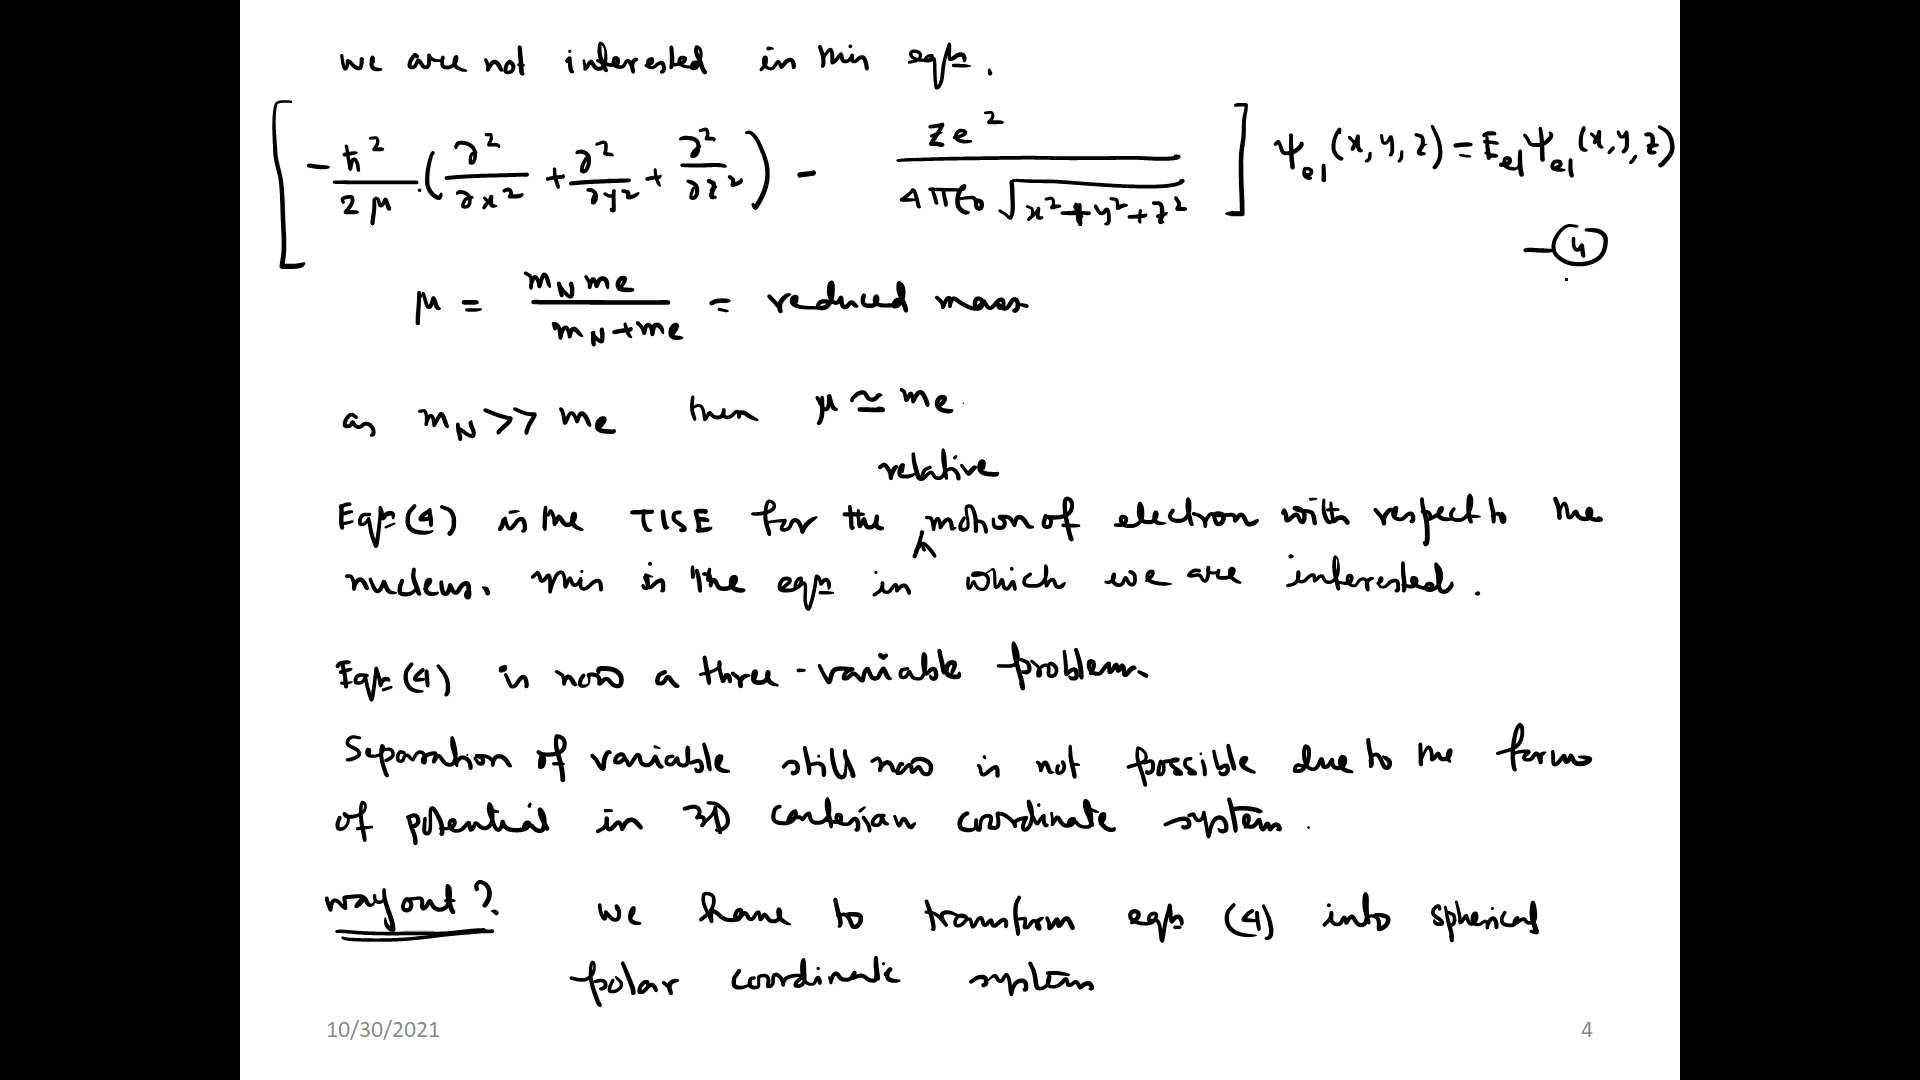 we are not interested in this eqn.
[-ħ²/2μ (∂²/∂x² + ∂²/∂y² + ∂²/∂z²) - Ze²/4πε₀√x²+y²+z²] ψel(x,y,z) = Eel ψel(x,y,z)
—(4)
μ = mN me / mN+me = reduced mass
as mN >> me then μ ≃ me
relative
Eqn (4) is the TISE for the motion of electron with respect to the
nucleus. This is the eqn in which we are interested.
Eqn (4) is now a three-variable problem.
Separation of variable still now is not possible due to the form
of potential in 3D cartesian coordinate system.
way out? we have to transform eqn (4) into spherical
polar coordinate system
10/30/2021 4